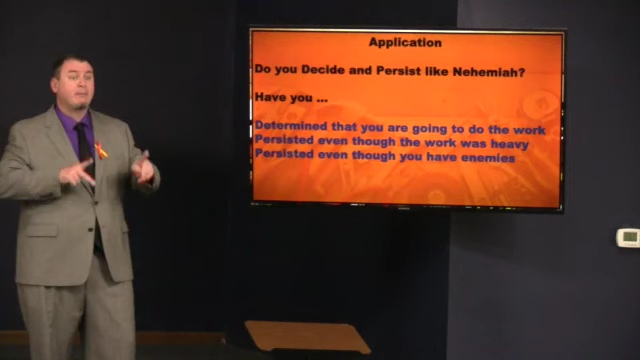 Application
Do you Decide and Persist like Nehemiah?
Have you ...
Determined that you are going to do the work
Persisted even though the work was heavy
Persisted even though you have enemies